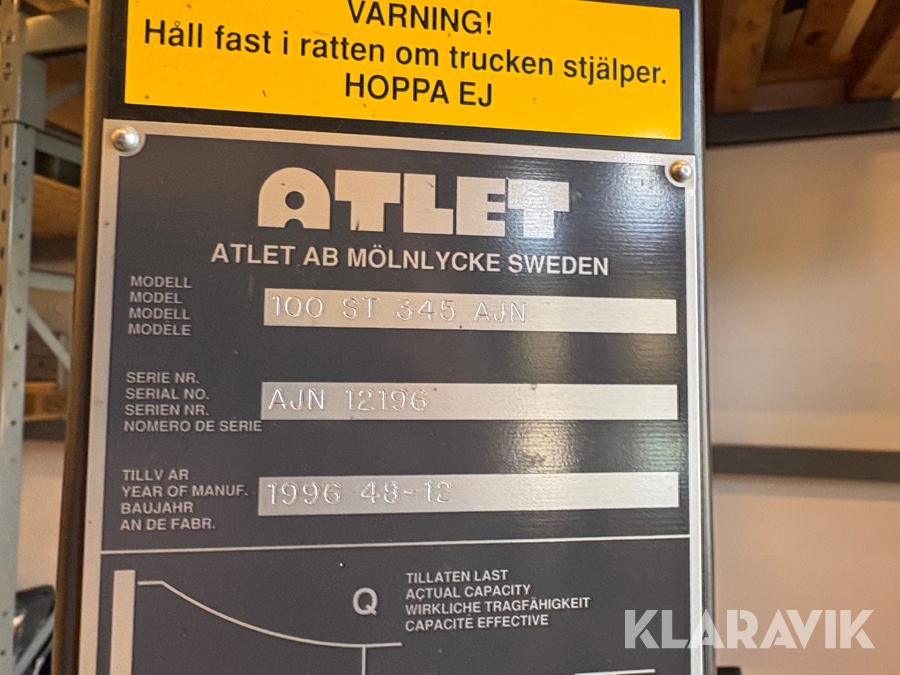 VARNING!
Håll fast i ratten om trucken stjälper.
HOPPA EJ
ATLET
ATLET AB MÖLNLYCKE SWEDEN
MODELL
MODEL
MODELL
MODÈLE
100 ST 345 AJN
SERIE NR.
SERIAL NO.
SERIEN NR.
NOMERO DE SERIE
AJN 12196
TILLV AR
YEAR OF MANUF.
BAUJAHR
AN DE FABR.
1996 48-12
Q
TILLATEN LAST
ACTUAL CAPACITY
WIRKLICHE TRAGFÄHIGKEIT
CAPACITÉ EFFECTIVE
KLARAVIK